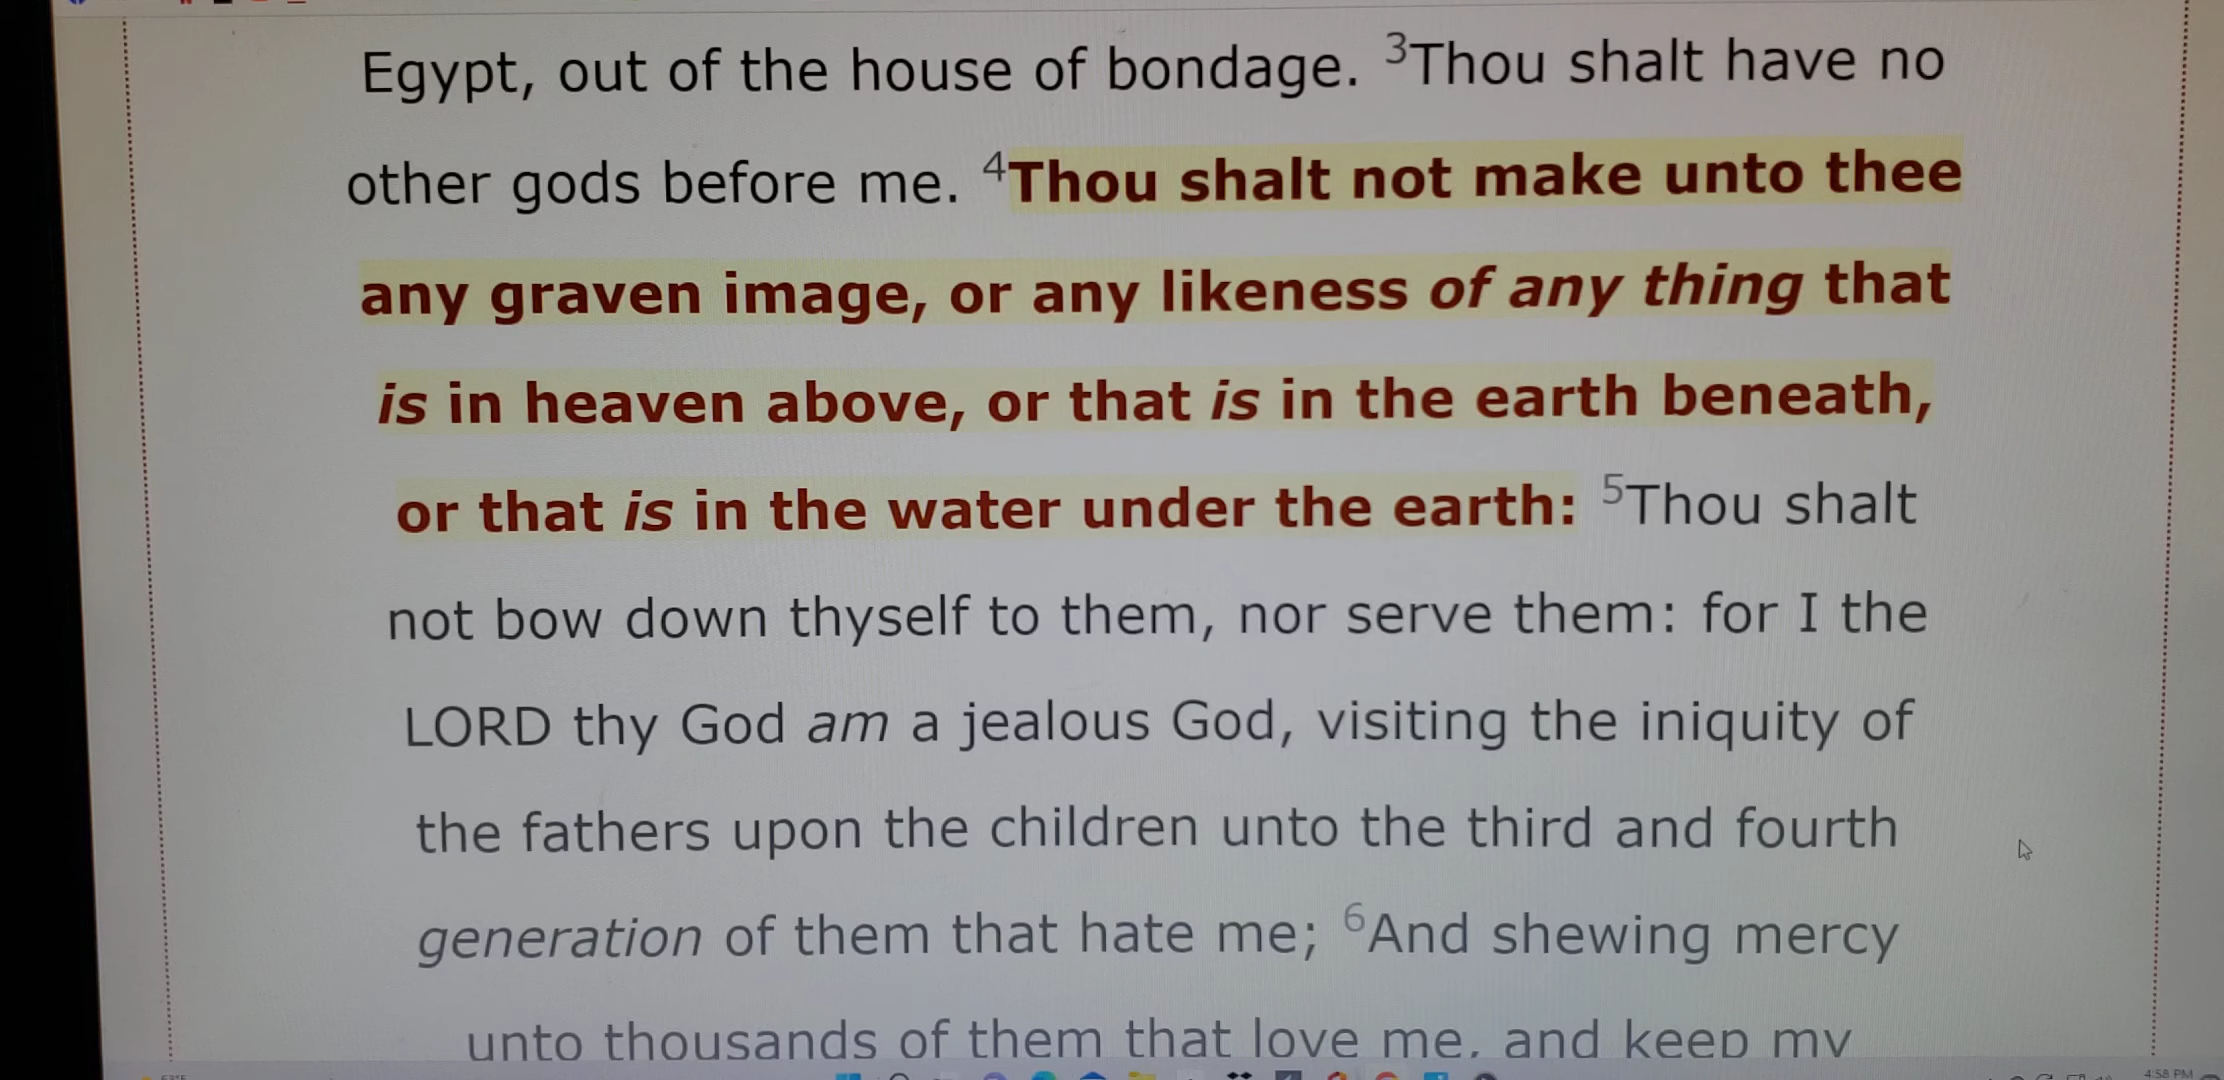 Egypt, out of the house of bondage. 3Thou shalt have no
other gods before me. 4Thou shalt not make unto thee
any graven image, or any likeness of any thing that
is in heaven above, or that is in the earth beneath,
or that is in the water under the earth: 5Thou shalt
not bow down thyself to them, nor serve them: for I the
LORD thy God am a jealous God, visiting the iniquity of
the fathers upon the children unto the third and fourth
generation of them that hate me; 6And shewing mercy
unto thousands of them that love me, and keep my
4:58 PM